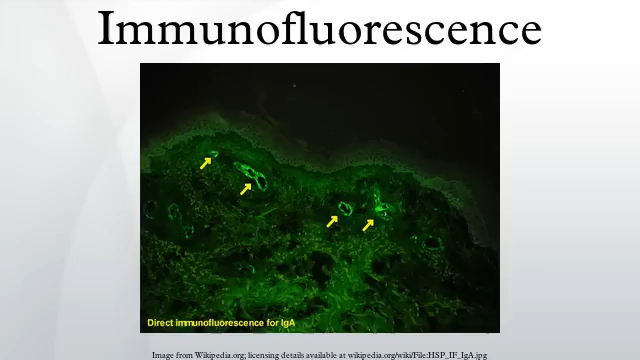 Immunofluorescence
Direct immunofluorescence for IgA
Image from Wikipedia.org; licensing details available at wikipedia.org/wiki/File:HSP_IF_IgA.jpg